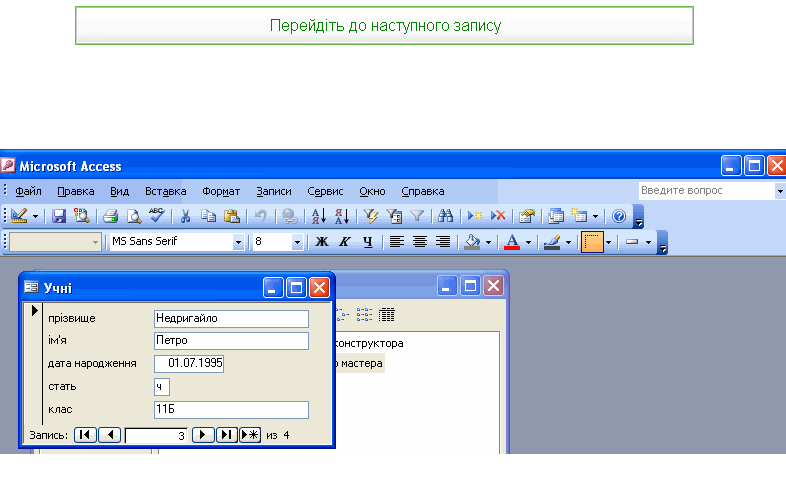 Перейдіть до наступного запису
Microsoft Access
Файл Правка Вид Вставка Формат Записи Сервис Окно Справка Введите вопрос
MS Sans Serif 8 Ж К Ч
Учні
прізвище Недригайло
ім'я Петро
дата народження 01.07.1995
стать ч
клас 11Б
Запись: 3 из 4
конструктора
мастера